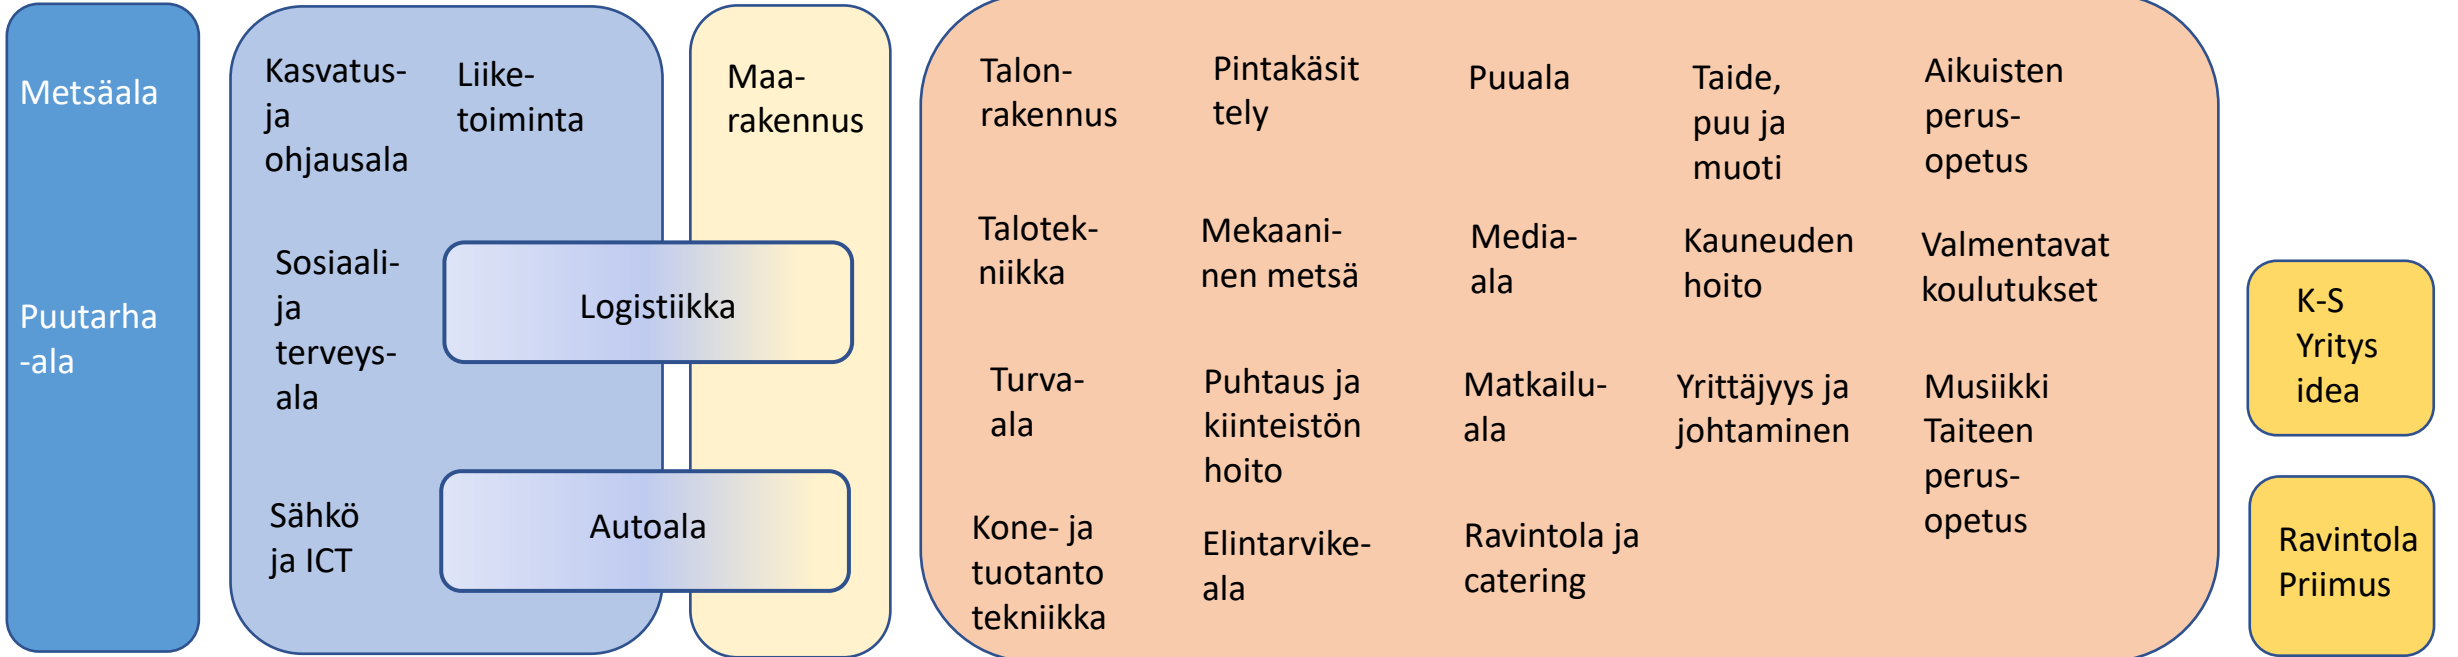 Metsäala
Puutarha
-ala
Kasvatus-
ja
ohjausala
Liike-
toiminta
Sosiaali-
ja
terveys-
ala
Logistiikka
Sähkö
ja ICT
Autoala
Maa-
rakennus
Talon-
rakennus
Pintakäsit
tely
Puuala
Taide,
puu ja
muoti
Aikuisten
perus-
opetus
Talotek-
niikka
Mekaani-
nen metsä
Media-
ala
Kauneuden
hoito
Valmentavat
koulutukset
Turva-
ala
Puhtaus ja
kiinteistön
hoito
Matkailu-
ala
Yrittäjyys ja
johtaminen
Musiikki
Taiteen
perus-
opetus
Kone- ja
tuotanto
tekniikka
Elintarvike-
ala
Ravintola ja
catering
K-S
Yritys
idea
Ravintola
Priimus